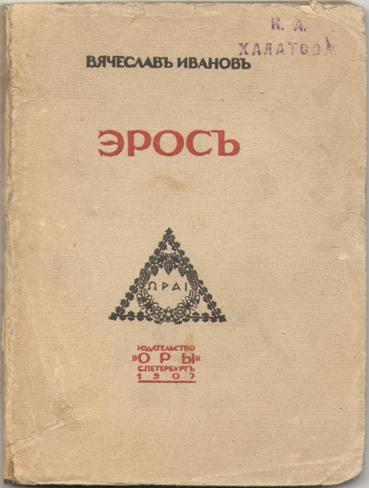 К. А.
ХАЛАТОВА
ВЯЧЕСЛАВЪ ИВАНОВЪ
ЭРОСЪ
ΩΡΑΙ
ИЗДАТЕЛЬСТВО
„ОРЫ“
С.ПЕТЕРБУРГЪ
1907